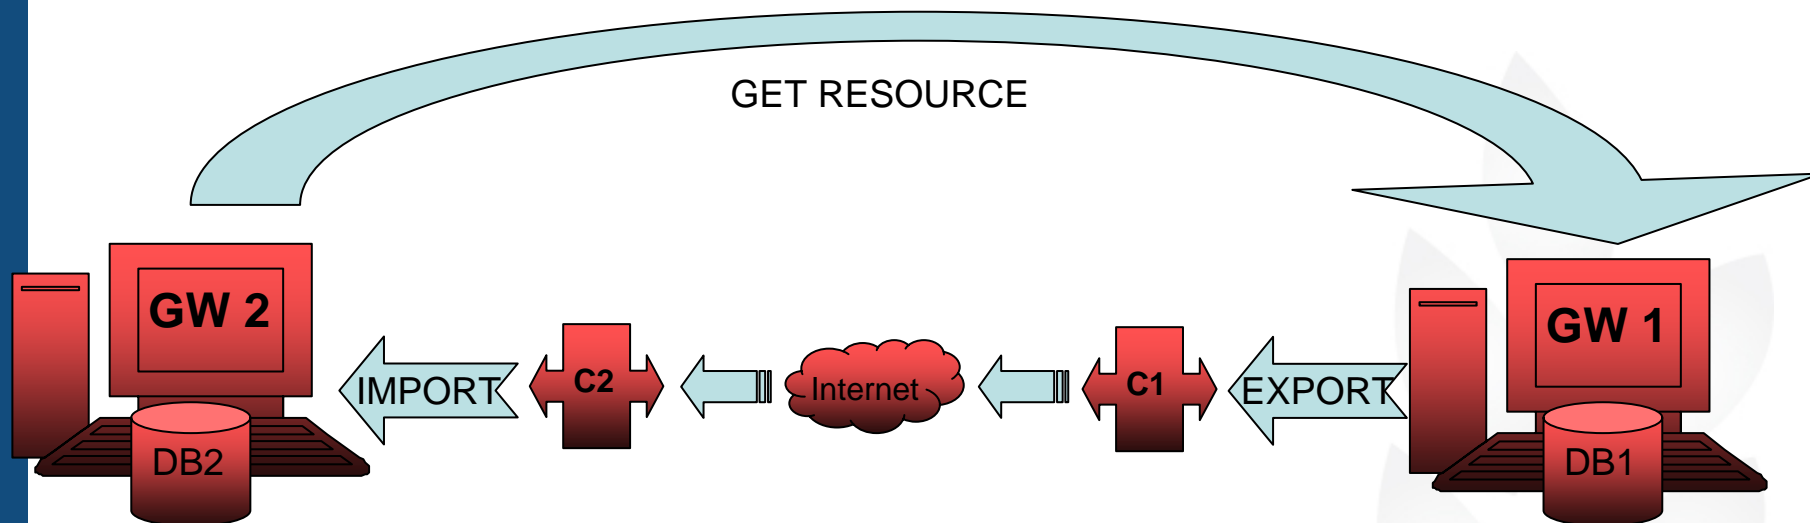 GET RESOURCE
GW 2
GW 1
IMPORT
C2
Internet
C1
EXPORT
DB2
DB1